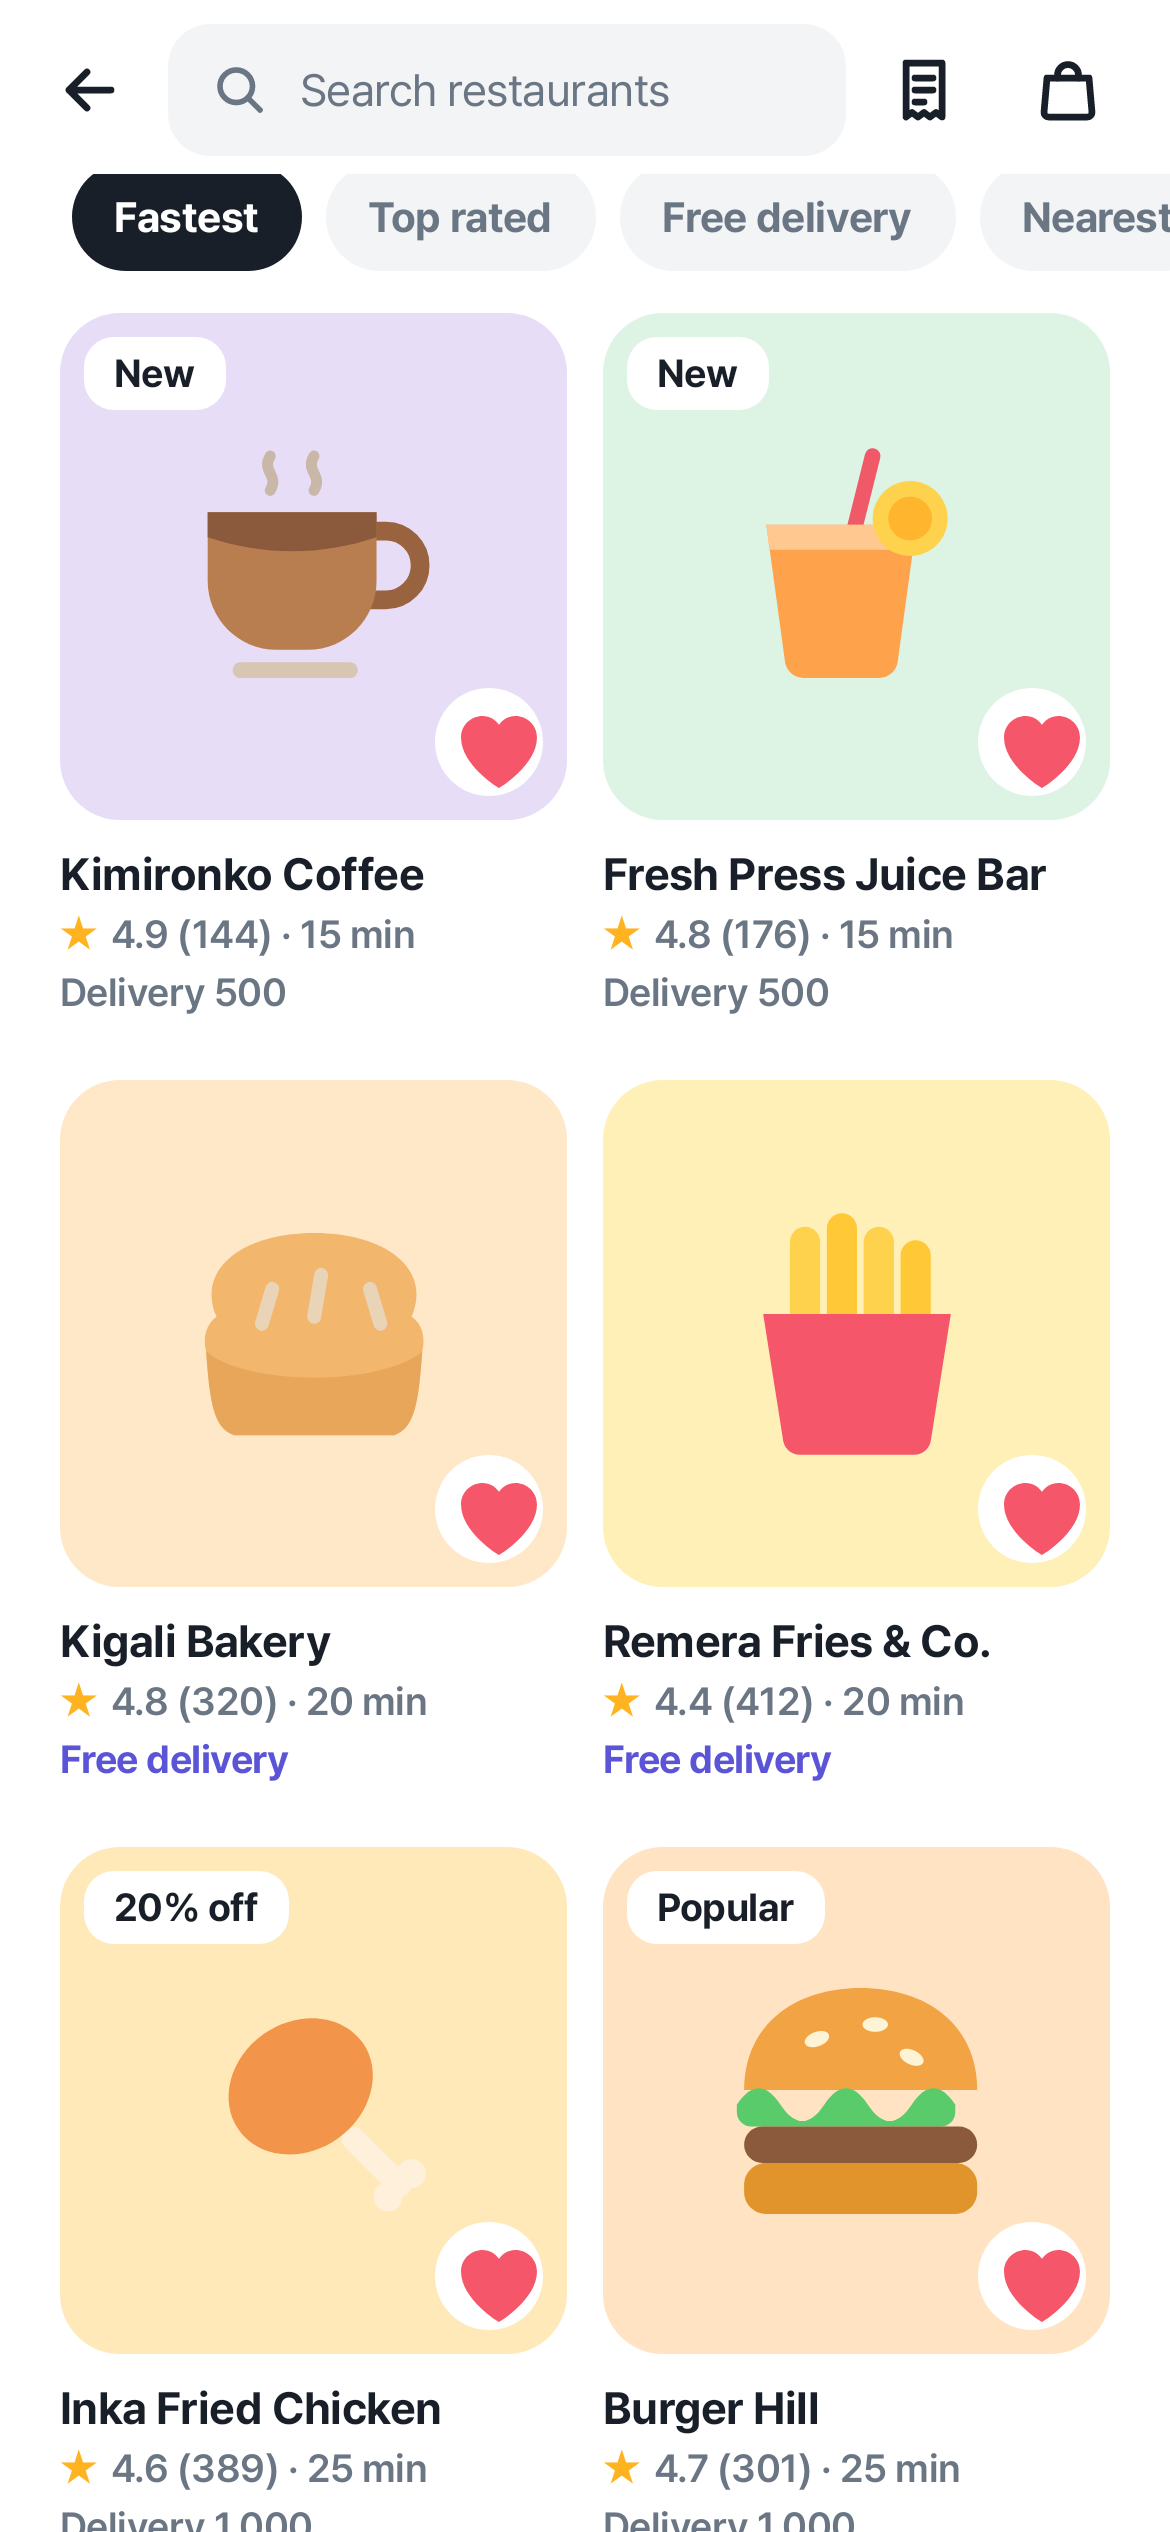 Search restaurants
Fastest
Top rated
Free delivery
Nearest
New
New
Kimironko Coffee
4.9 (144) · 15 min
Delivery 500
Fresh Press Juice Bar
4.8 (176) · 15 min
Delivery 500
Kigali Bakery
4.8 (320) · 20 min
Free delivery
Remera Fries & Co.
4.4 (412) · 20 min
Free delivery
20% off
Popular
Inka Fried Chicken
4.6 (389) · 25 min
Delivery 1,000
Burger Hill
4.7 (301) · 25 min
Delivery 1,000